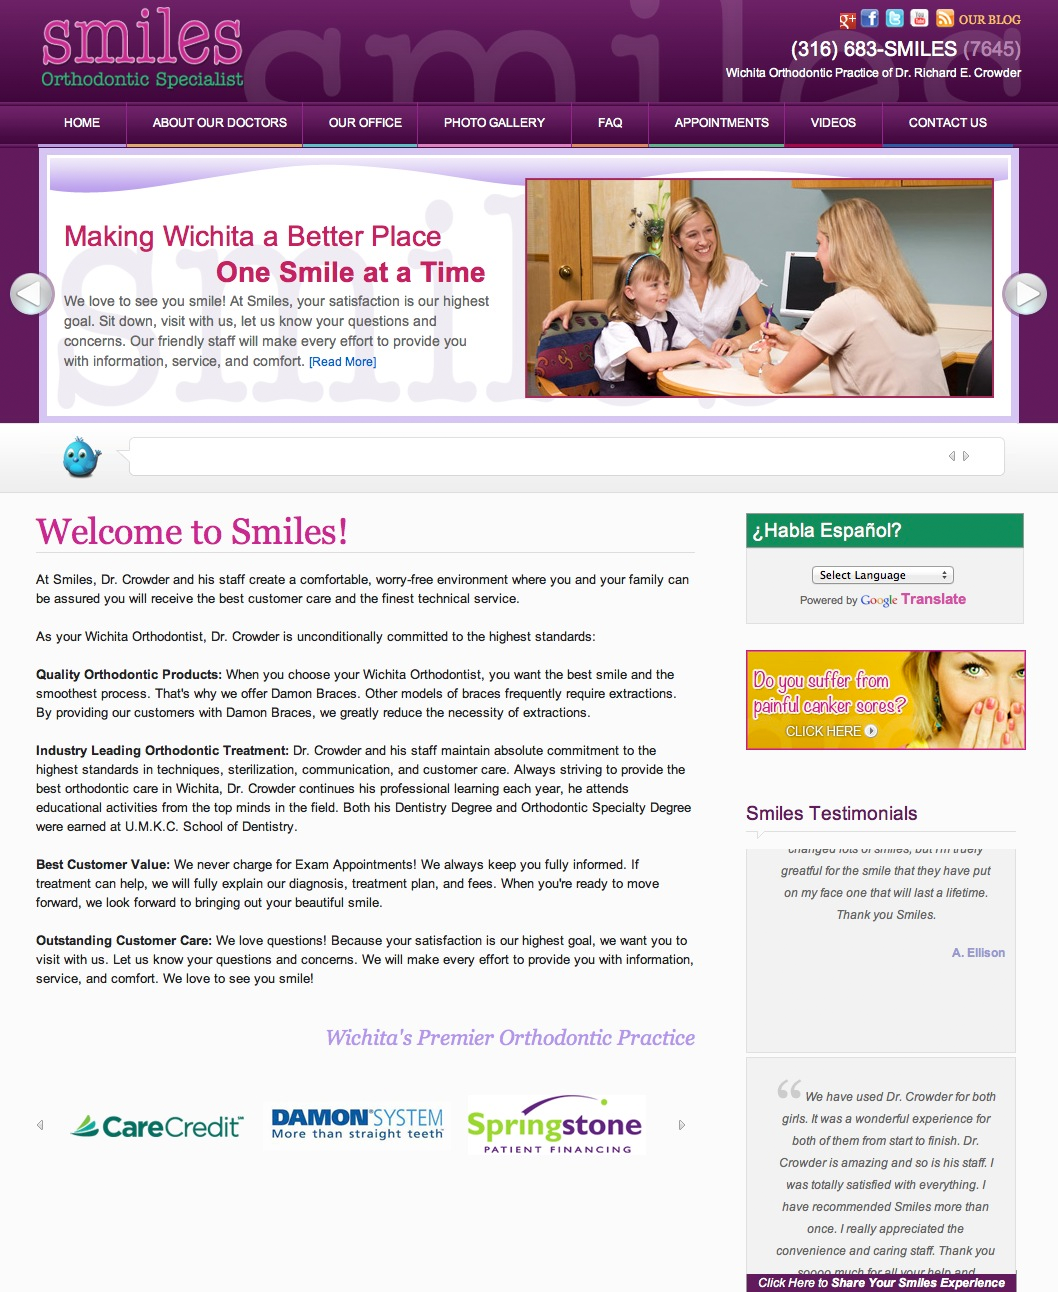 smiles
Orthodontic Specialist
OUR BLOG
(316) 683-SMILES (7645)
Wichita Orthodontic Practice of Dr. Richard E. Crowder
HOME
ABOUT OUR DOCTORS
OUR OFFICE
PHOTO GALLERY
FAQ
APPOINTMENTS
VIDEOS
CONTACT US
Making Wichita a Better Place
One Smile at a Time
We love to see you smile! At Smiles, your satisfaction is our highest
goal. Sit down, visit with us, let us know your questions and
concerns. Our friendly staff will make every effort to provide you
with information, service, and comfort. [Read More]
Welcome to Smiles!
At Smiles, Dr. Crowder and his staff create a comfortable, worry-free environment where you and your family can
be assured you will receive the best customer care and the finest technical service.
As your Wichita Orthodontist, Dr. Crowder is unconditionally committed to the highest standards:
Quality Orthodontic Products: When you choose your Wichita Orthodontist, you want the best smile and the
smoothest process. That's why we offer Damon Braces. Other models of braces frequently require extractions.
By providing our customers with Damon Braces, we greatly reduce the necessity of extractions.
Industry Leading Orthodontic Treatment: Dr. Crowder and his staff maintain absolute commitment to the
highest standards in techniques, sterilization, communication, and customer care. Always striving to provide the
best orthodontic care in Wichita, Dr. Crowder continues his professional learning each year, he attends
educational activities from the top minds in the field. Both his Dentistry Degree and Orthodontic Specialty Degree
were earned at U.M.K.C. School of Dentistry.
Best Customer Value: We never charge for Exam Appointments! We always keep you fully informed. If
treatment can help, we will fully explain our diagnosis, treatment plan, and fees. When you're ready to move
forward, we look forward to bringing out your beautiful smile.
Outstanding Customer Care: We love questions! Because your satisfaction is our highest goal, we want you to
visit with us. Let us know your questions and concerns. We will make every effort to provide you with information,
service, and comfort. We love to see you smile!
Wichita's Premier Orthodontic Practice
CareCredit
DAMON SYSTEM
More than straight teeth
Springstone
PATIENT FINANCING
¿Habla Español?
Select Language
Powered by Google Translate
Do you suffer from
painful canker sores?
CLICK HERE
Smiles Testimonials
changed lots of smiles, but I'm truely
greatful for the smile that they have put
on my face one that will last a lifetime.
Thank you Smiles.
A. Ellison
We have used Dr. Crowder for both
girls. It was a wonderful experience for
both of them from start to finish. Dr.
Crowder is amazing and so is his staff. I
was totally satisfied with everything. I
have recommended Smiles more than
once. I really appreciated the
convenience and caring staff. Thank you
soooo much for all your help and
Click Here to Share Your Smiles Experience